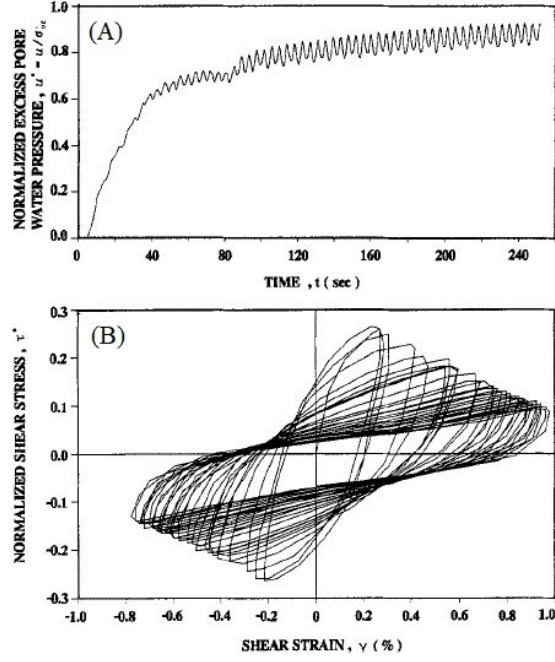 (A)
NORMALIZED EXCESS PORE
WATER PRESSURE, u* = u/σ'vc
1.0
0.8
0.6
0.4
0.2
0.0
0 40 80 120 160 200 240
TIME , t ( sec)
(B)
NORMALIZED SHEAR STRESS , τ*
0.3
0.2
0.1
0.0
-0.1
-0.2
-0.3
-1.0 -0.8 -0.6 -0.4 -0.2 0 0.2 0.4 0.6 0.8 1.0
SHEAR STRAIN , γ (%)